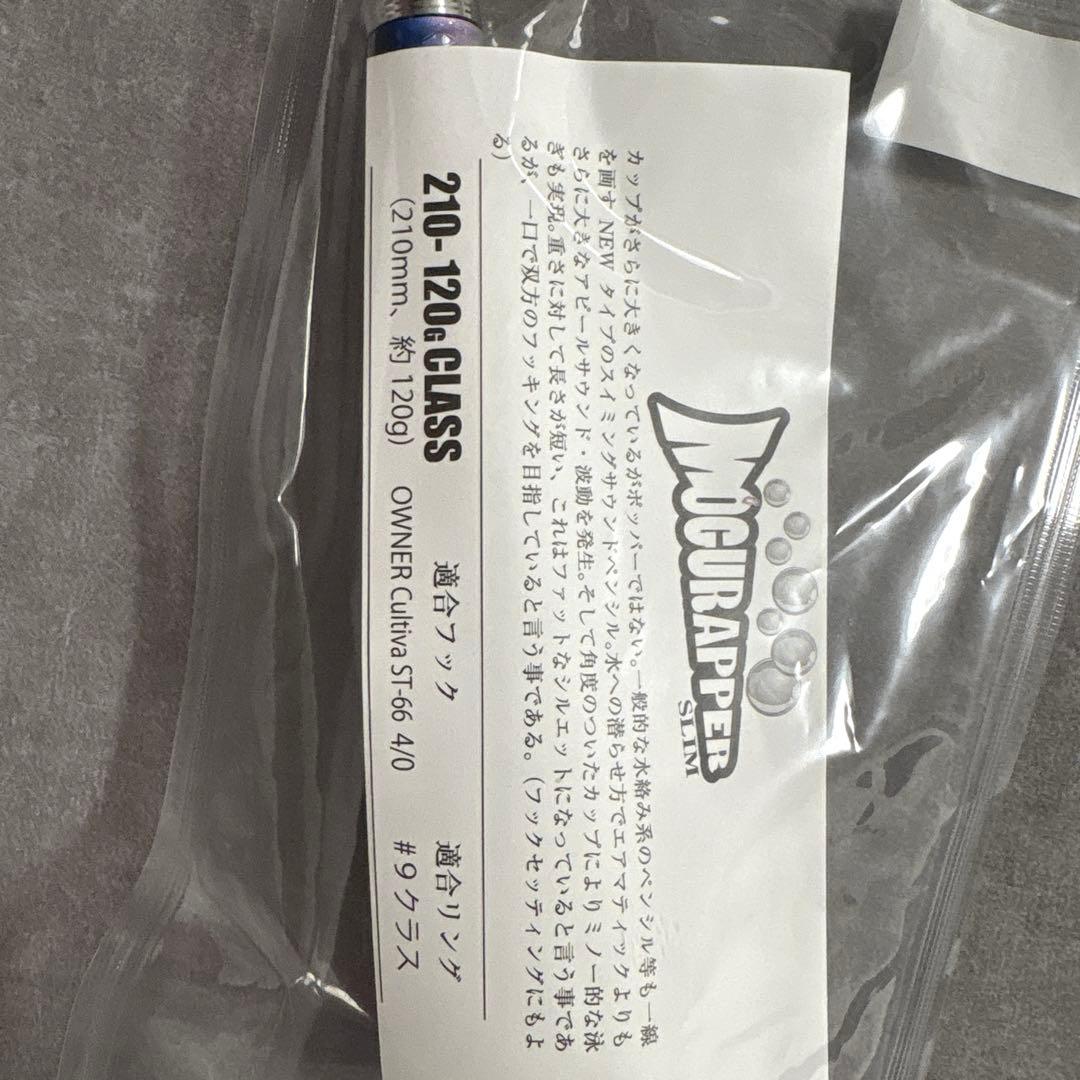 MOGURAPPER
SLIM
カップがさらに大きくなっているがポッパーではない。一般的な水絡み系のペンシル等も一線
を画す NEW タイプのスイミングサウンドペンシル。水への潜らせ方でエアマティックよりも
さらに大きなアピールサウンド・波動を発生。そして角度のついたカップによりミノー的な泳
ぎも実現。重さに対して長さが短い、これはファットなシルエットになっていると言う事であ
るが、一口で双方のフッキングを目指していると言う事である。（フックセッティングにもよ
る）
210- 120G CLASS 適合フック 適合リング
(210mm、約 120g) OWNER Cultiva ST-66 4/0 #9 クラス